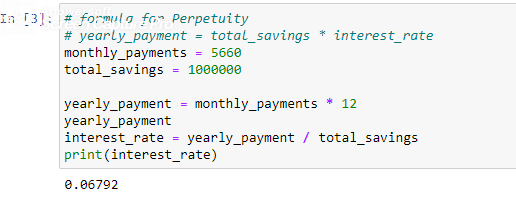 In [3]: # formula for Perpetuity
# yearly_payment = total_savings * interest_rate
monthly_payments = 5660
total_savings = 1000000
yearly_payment = monthly_payments * 12
yearly_payment
interest_rate = yearly_payment / total_savings
print(interest_rate)
0.06792